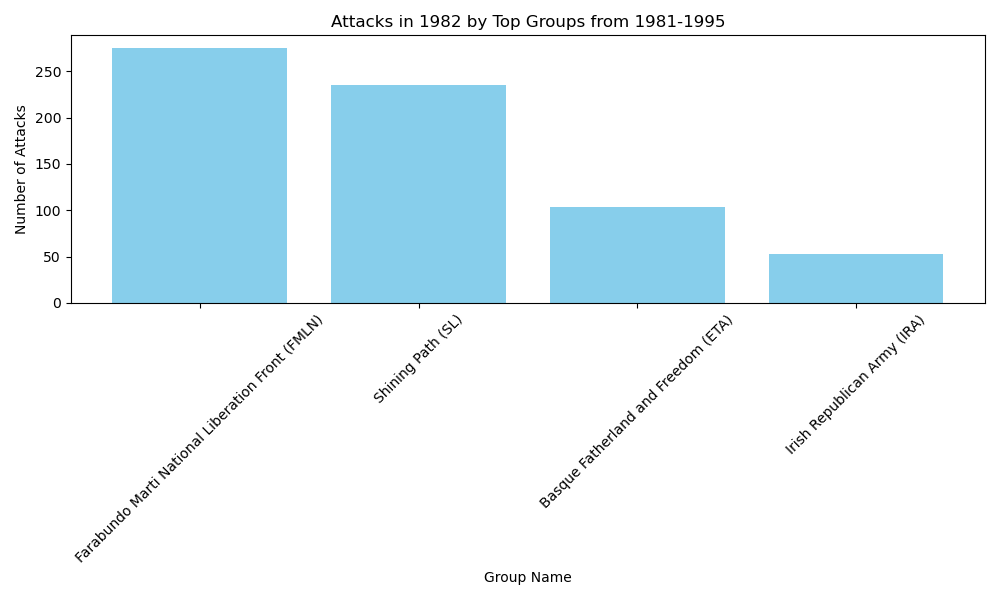 Attacks in 1982 by Top Groups from 1981-1995
Number of Attacks
250
200
150
100
50
0
Farabundo Marti National Liberation Front (FMLN)
Shining Path (SL)
Basque Fatherland and Freedom (ETA)
Irish Republican Army (IRA)
Group Name